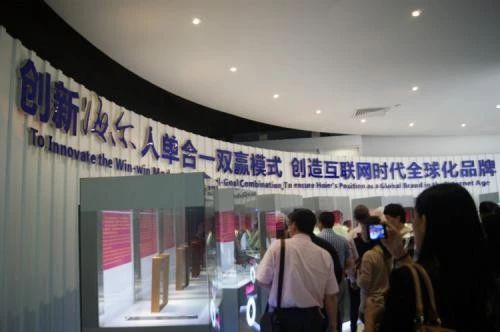 创新海尔人单合一双赢模式 创造互联网时代全球化品牌
To Innovate the Win-win Mo -Goal Combination, To ensure Haier's Position as a Global Brand in Internet Age